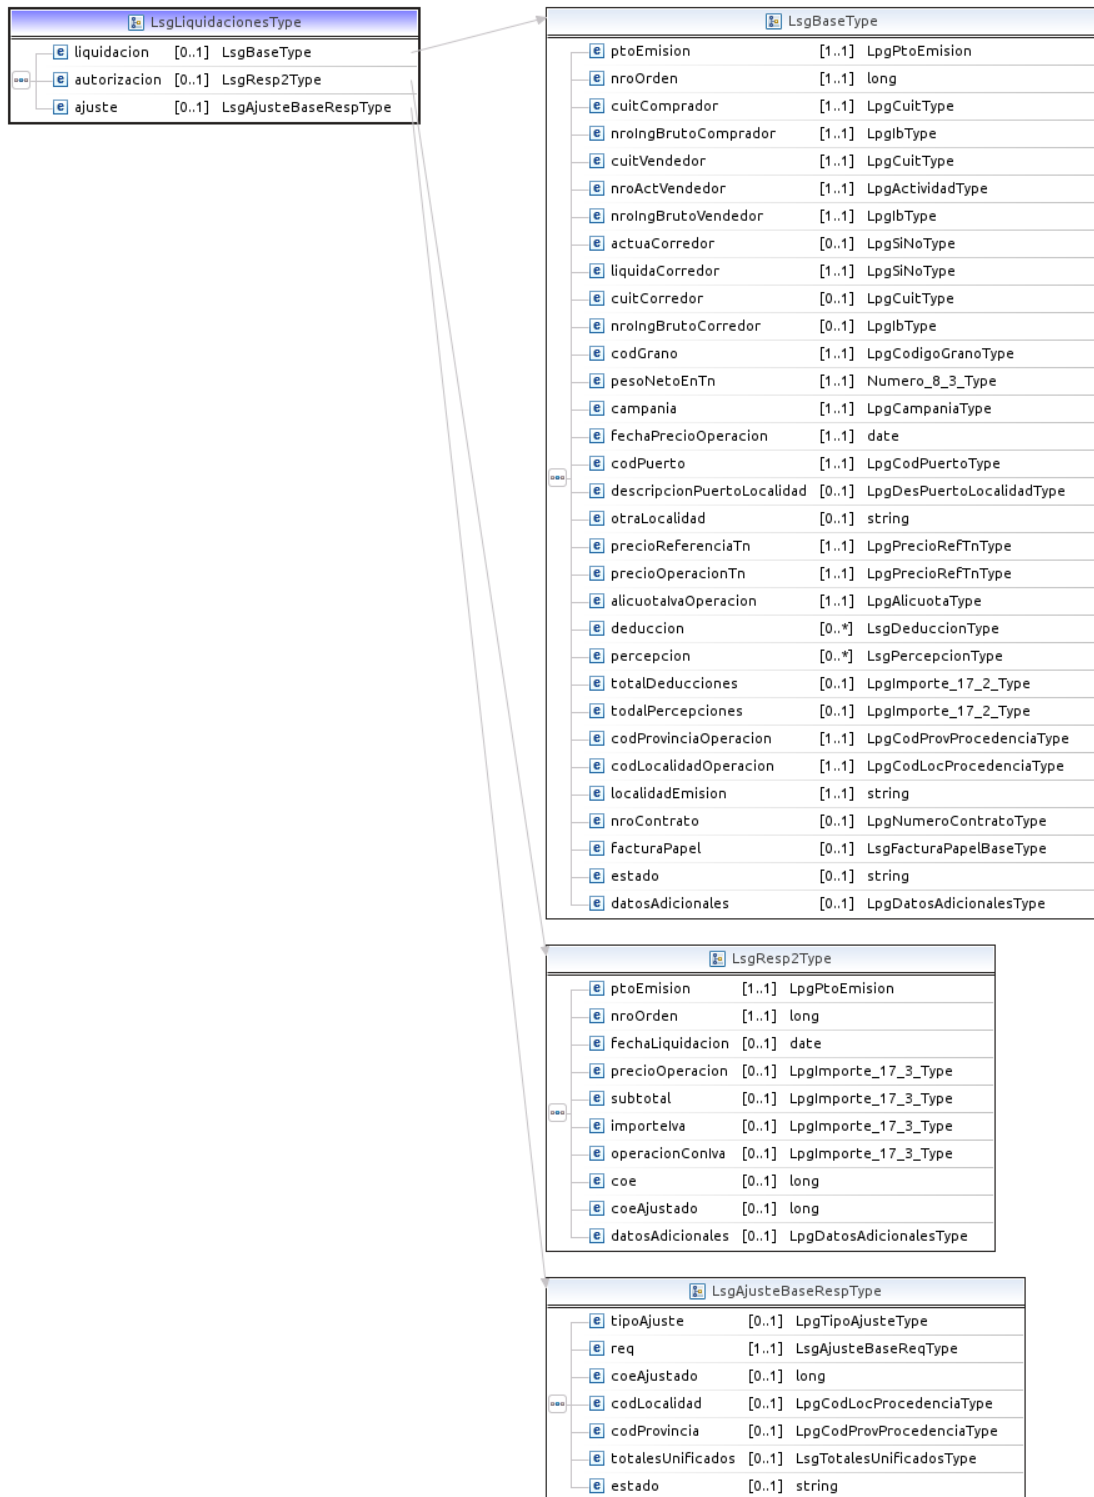 LsgLiquidacionesType
e liquidacion [0..1] LsgBaseType
e autorizacion [0..1] LsgResp2Type
e ajuste [0..1] LsgAjusteBaseRespType
LsgBaseType
e ptoEmision [1..1] LpgPtoEmision
e nroOrden [1..1] long
e cuitComprador [1..1] LpgCuitType
e nroIngBrutoComprador [1..1] LpgIbType
e cuitVendedor [1..1] LpgCuitType
e nroActVendedor [1..1] LpgActividadType
e nroIngBrutoVendedor [1..1] LpgIbType
e actuaCorredor [0..1] LpgSiNoType
e liquidaCorredor [1..1] LpgSiNoType
e cuitCorredor [0..1] LpgCuitType
e nroIngBrutoCorredor [0..1] LpgIbType
e codGrano [1..1] LpgCodigoGranoType
e pesoNetoEnTn [1..1] Numero_8_3_Type
e campania [1..1] LpgCampaniaType
e fechaPrecioOperacion [1..1] date
e codPuerto [1..1] LpgCodPuertoType
e descripcionPuertoLocalidad [0..1] LpgDesPuertoLocalidadType
e otraLocalidad [0..1] string
e precioReferenciaTn [1..1] LpgPrecioRefTnType
e precioOperacionTn [1..1] LpgPrecioRefTnType
e alicuotaIvaOperacion [1..1] LpgAlicuotaType
e deduccion [0..*] LsgDeduccionType
e percepcion [0..*] LsgPercepcionType
e totalDeducciones [0..1] LpgImporte_17_2_Type
e todalPercepciones [0..1] LpgImporte_17_2_Type
e codProvinciaOperacion [1..1] LpgCodProvProcedenciaType
e codLocalidadOperacion [1..1] LpgCodLocProcedenciaType
e localidadEmision [1..1] string
e nroContrato [0..1] LpgNumeroContratoType
e facturaPapel [0..1] LsgFacturaPapelBaseType
e estado [0..1] string
e datosAdicionales [0..1] LpgDatosAdicionalesType
LsgResp2Type
e ptoEmision [1..1] LpgPtoEmision
e nroOrden [1..1] long
e fechaLiquidacion [0..1] date
e precioOperacion [0..1] LpgImporte_17_3_Type
e subtotal [0..1] LpgImporte_17_3_Type
e importeIva [0..1] LpgImporte_17_3_Type
e operacionConIva [0..1] LpgImporte_17_3_Type
e coe [0..1] long
e coeAjustado [0..1] long
e datosAdicionales [0..1] LpgDatosAdicionalesType
LsgAjusteBaseRespType
e tipoAjuste [0..1] LpgTipoAjusteType
e req [1..1] LsgAjusteBaseReqType
e coeAjustado [0..1] long
e codLocalidad [0..1] LpgCodLocProcedenciaType
e codProvincia [0..1] LpgCodProvProcedenciaType
e totalesUnificados [0..1] LsgTotalesUnificadosType
e estado [0..1] string